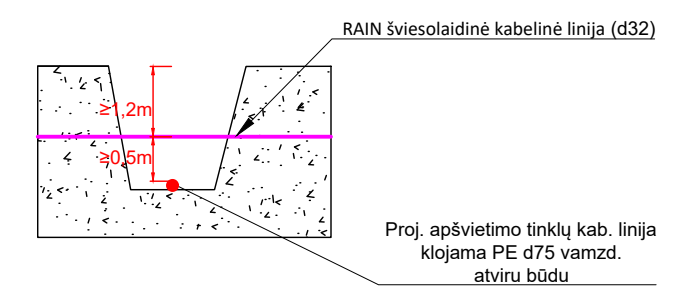 RAIN šviesolaidinė kabelinė linija (d32)
≥1,2m
≥0,5m
Proj. apšvietimo tinklų kab. linija
klojama PE d75 vamzd.
atviru būdu